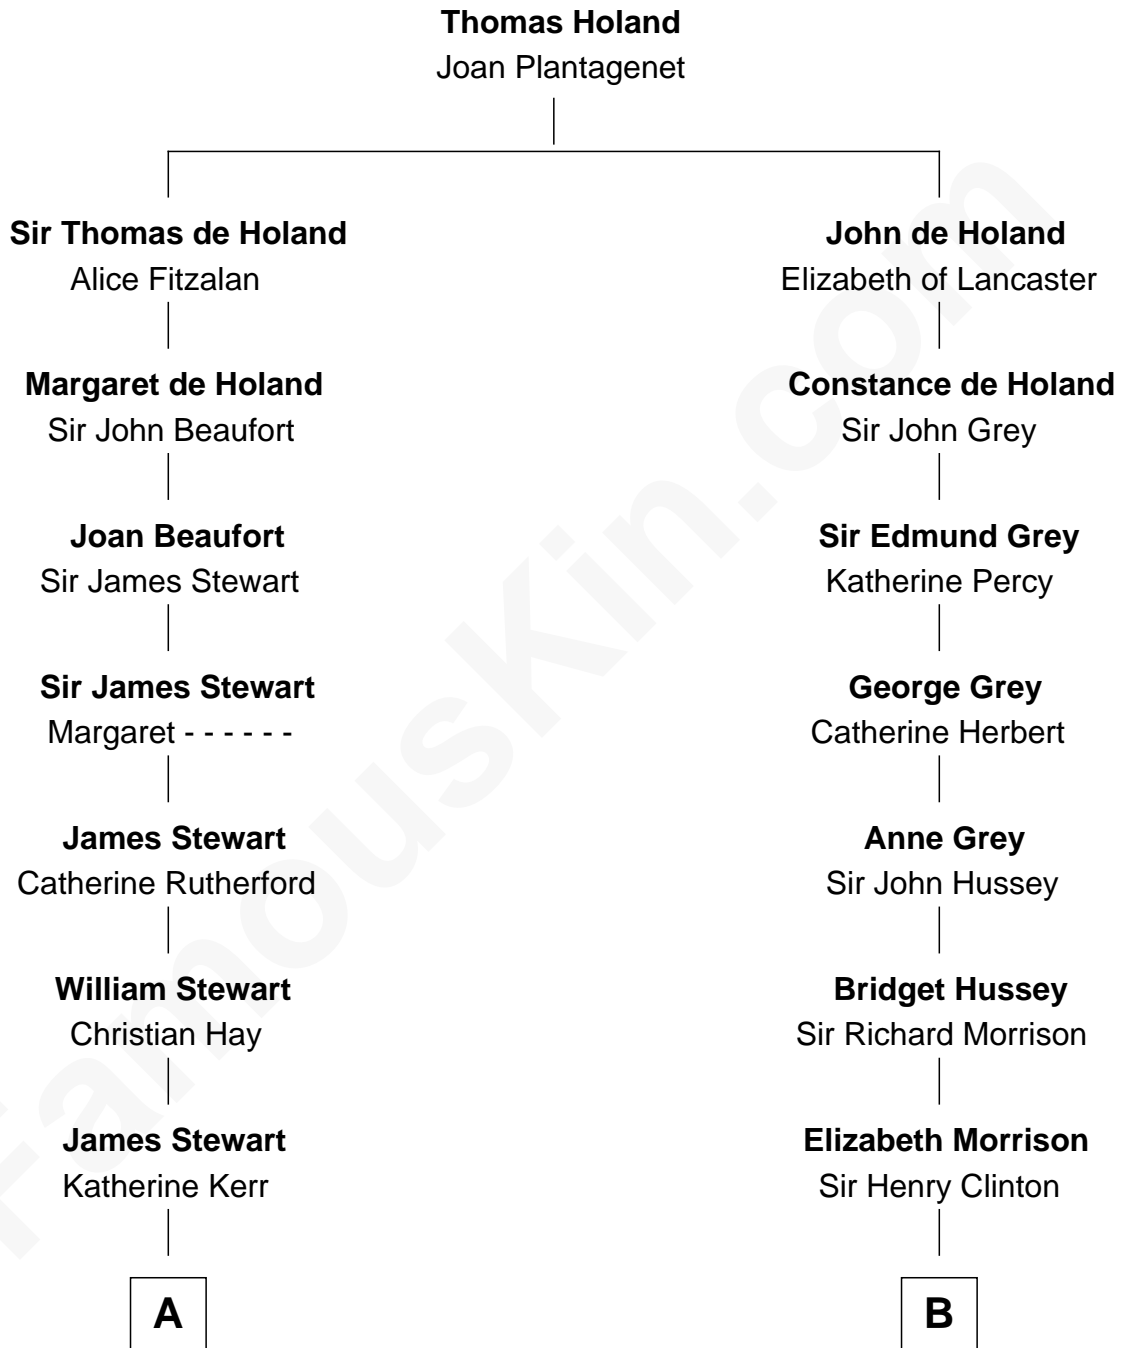 Thomas Holand
Joan Plantagenet
Sir Thomas de Holand
Alice Fitzalan
John de Holand
Elizabeth of Lancaster
Margaret de Holand
Sir John Beaufort
Constance de Holand
Sir John Grey
Joan Beaufort
Sir James Stewart
Sir Edmund Grey
Katherine Percy
Sir James Stewart
Margaret - - - - - -
George Grey
Catherine Herbert
James Stewart
Catherine Rutherford
Anne Grey
Sir John Hussey
William Stewart
Christian Hay
Bridget Hussey
Sir Richard Morrison
James Stewart
Katherine Kerr
Elizabeth Morrison
Sir Henry Clinton
A
B
FamousKin.com